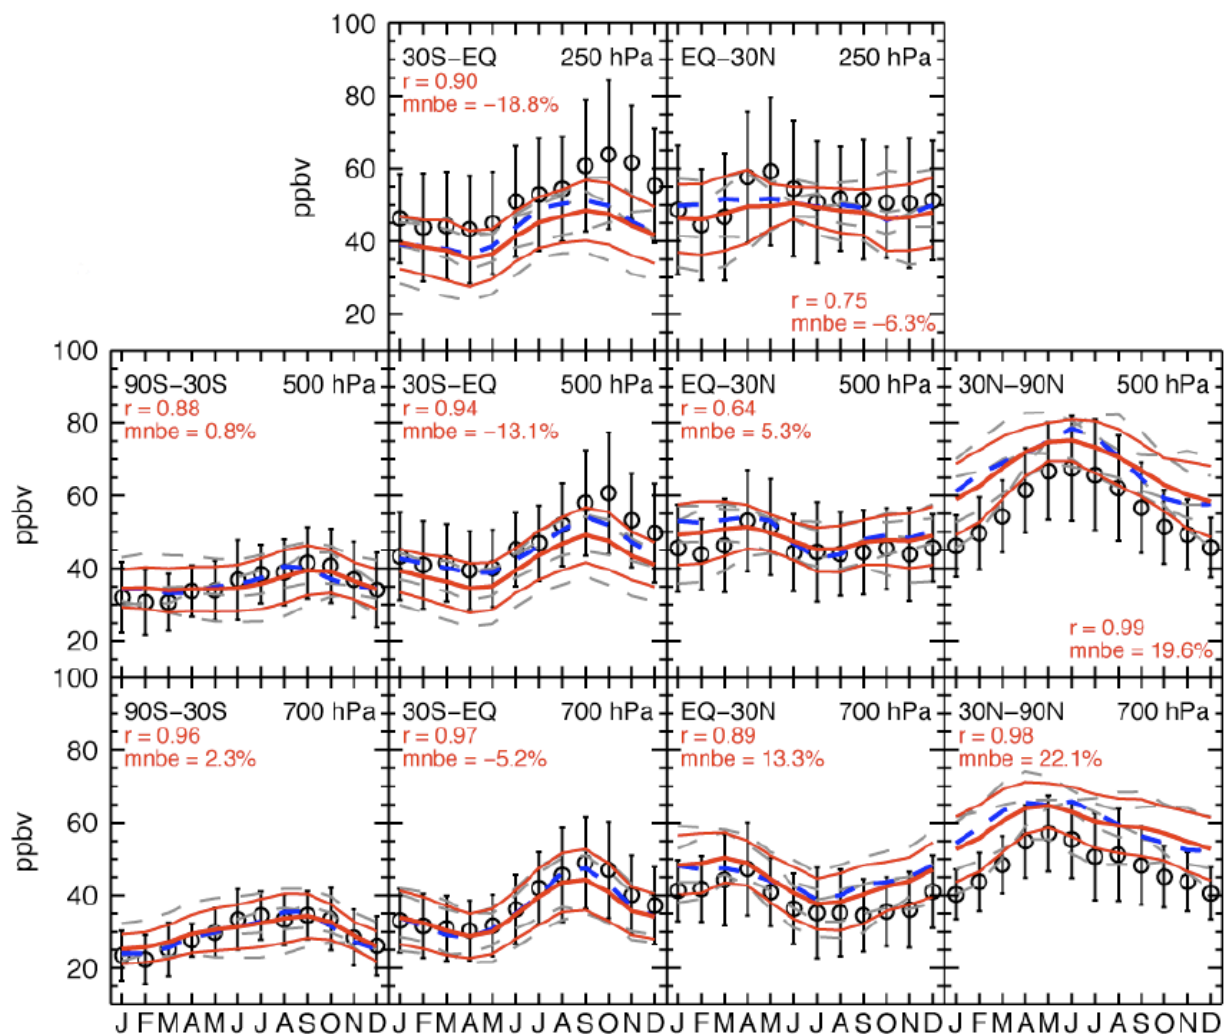 100
30S–EQ 250 hPa EQ–30N 250 hPa
r = 0.90
mnbe = –18.8%
80
ppbv
60
40
r = 0.75
mnbe = –6.3%
20
100
90S–30S 500 hPa 30S–EQ 500 hPa EQ–30N 500 hPa 30N–90N 500 hPa
r = 0.88 r = 0.94 r = 0.64
mnbe = 0.8% mnbe = –13.1% mnbe = 5.3%
80
ppbv
60
40
r = 0.99
mnbe = 19.6%
20
100
90S–30S 700 hPa 30S–EQ 700 hPa EQ–30N 700 hPa 30N–90N 700 hPa
r = 0.96 r = 0.97 r = 0.89 r = 0.98
mnbe = 2.3% mnbe = –5.2% mnbe = 13.3% mnbe = 22.1%
80
ppbv
60
40
20
J F M A M J J A S O N D J F M A M J J A S O N D J F M A M J J A S O N D J F M A M J J A S O N D